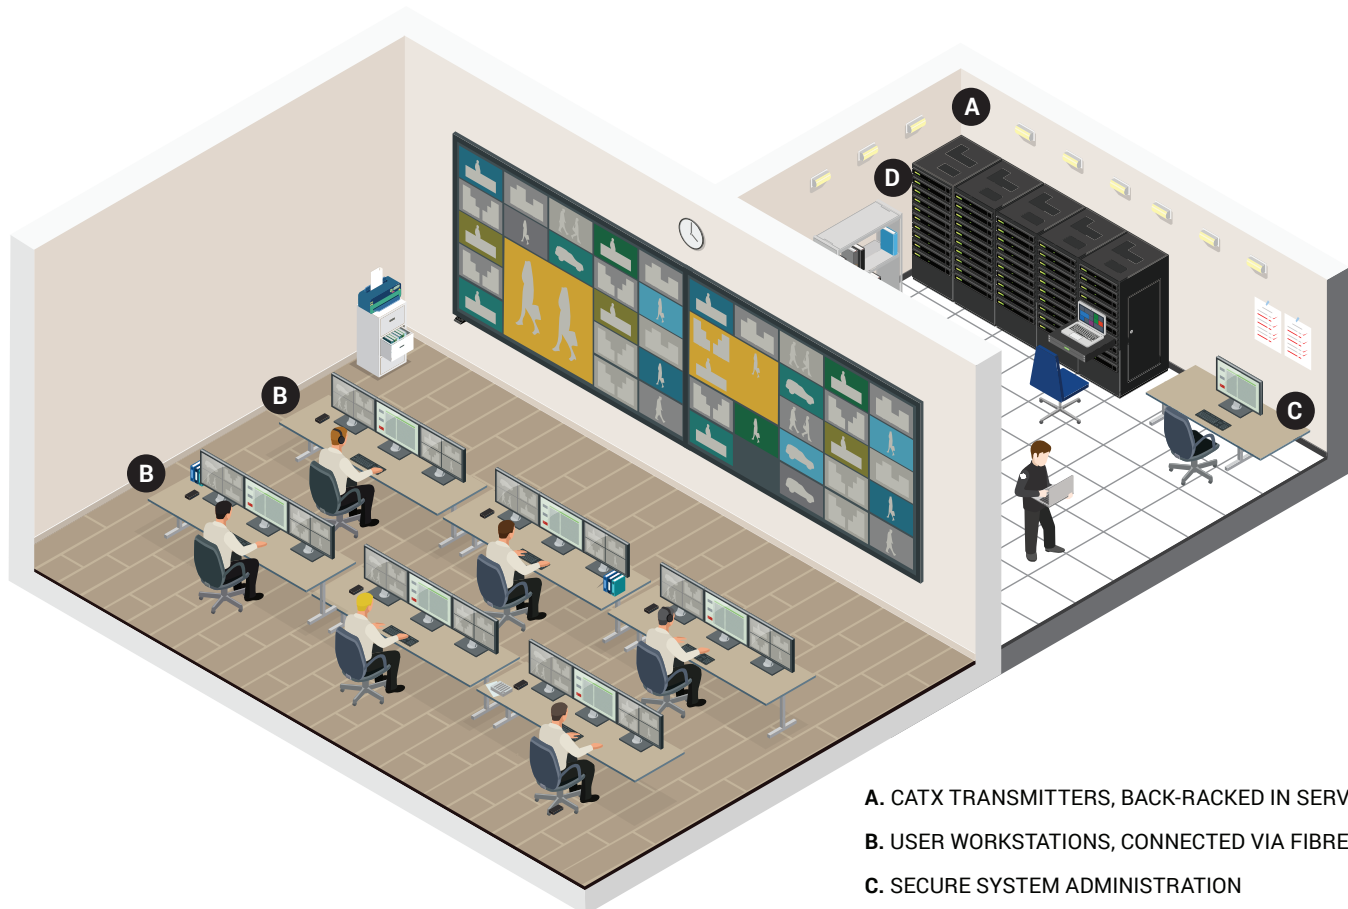 A
D
B
C
B
A. CATX TRANSMITTERS, BACK-RACKED IN SERV
B. USER WORKSTATIONS, CONNECTED VIA FIBRE
C. SECURE SYSTEM ADMINISTRATION